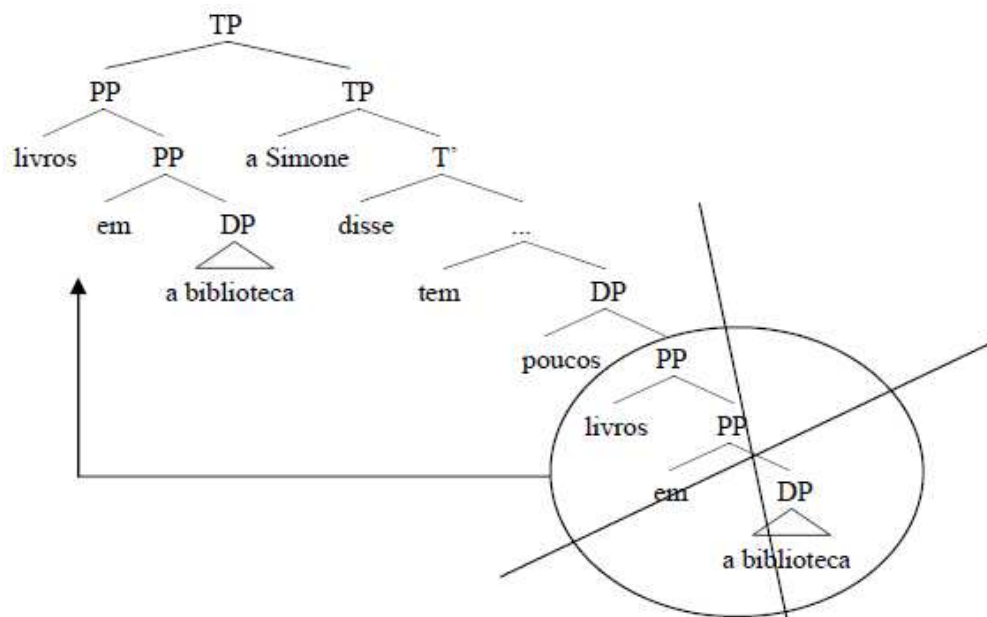 TP
PP TP
livros PP a Simone T’
em DP disse ...
a biblioteca tem DP
poucos PP
livros PP
em DP
a biblioteca